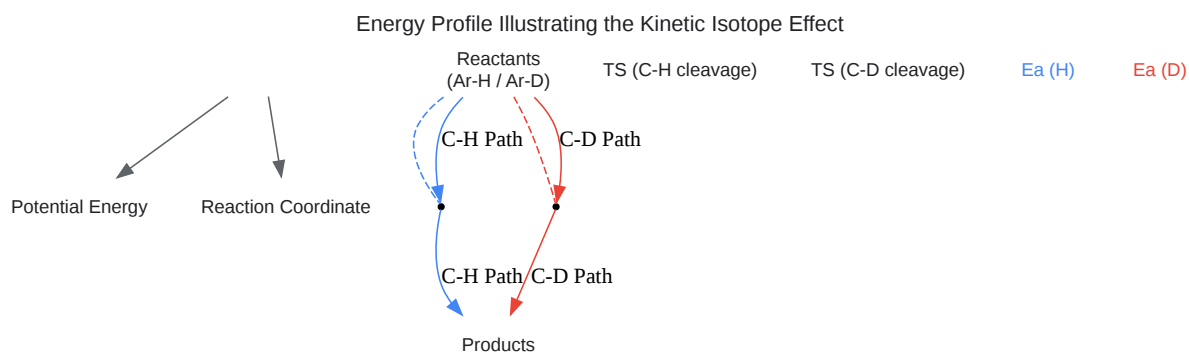 Energy Profile Illustrating the Kinetic Isotope Effect
Reactants
(Ar-H / Ar-D)
TS (C-H cleavage)
TS (C-D cleavage)
Ea (H)
Ea (D)
C-H Path
C-D Path
Potential Energy
Reaction Coordinate
C-H Path
C-D Path
Products